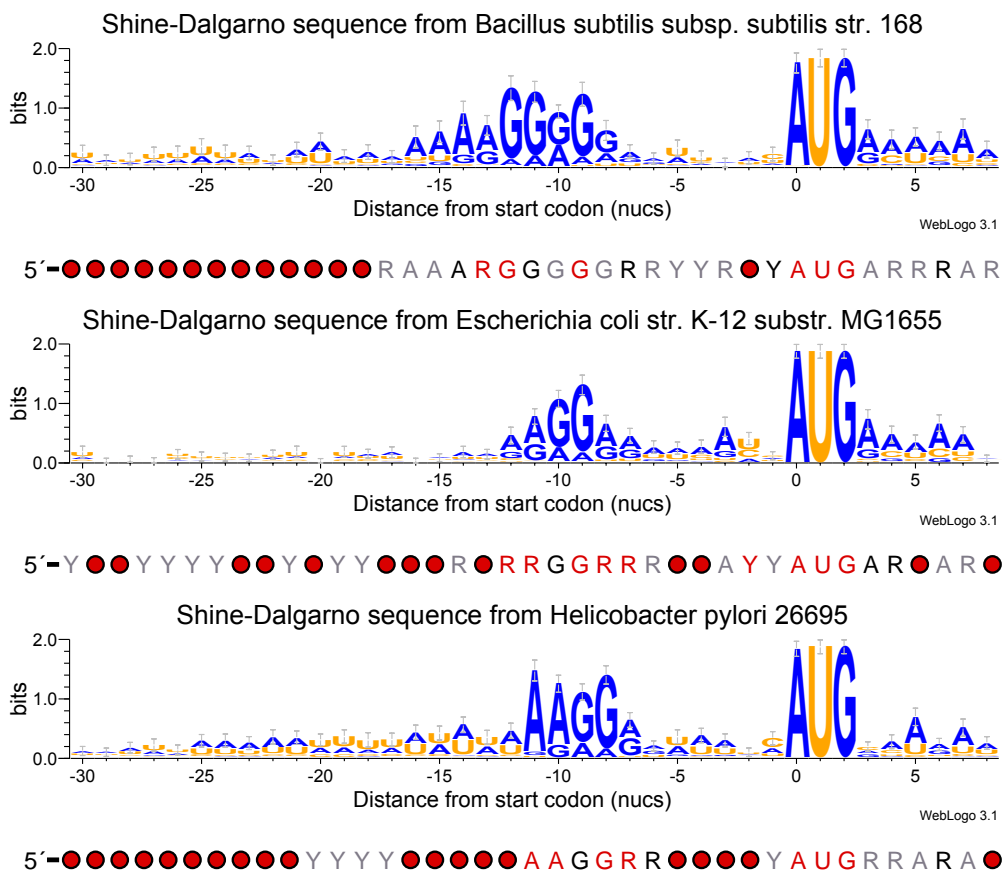 Shine-Dalgarno sequence from Bacillus subtilis subsp. subtilis str. 168
2.0
bits
1.0
0.0
AUG
-30 -25 -20 -15 -10 -5 0 5
Distance from start codon (nucs)
WebLogo 3.1
5´ R A A A R G G G G G R R Y Y R Y A U G A R R R A R
Shine-Dalgarno sequence from Escherichia coli str. K-12 substr. MG1655
2.0
bits
1.0
0.0
AUG
-30 -25 -20 -15 -10 -5 0 5
Distance from start codon (nucs)
WebLogo 3.1
5´ Y Y Y Y Y Y Y Y R R R G G R R R A Y Y A U G A R A R
Shine-Dalgarno sequence from Helicobacter pylori 26695
2.0
bits
1.0
0.0
AUG
-30 -25 -20 -15 -10 -5 0 5
Distance from start codon (nucs)
WebLogo 3.1
5´ Y Y Y Y A A G G R R Y A U G R R A R A